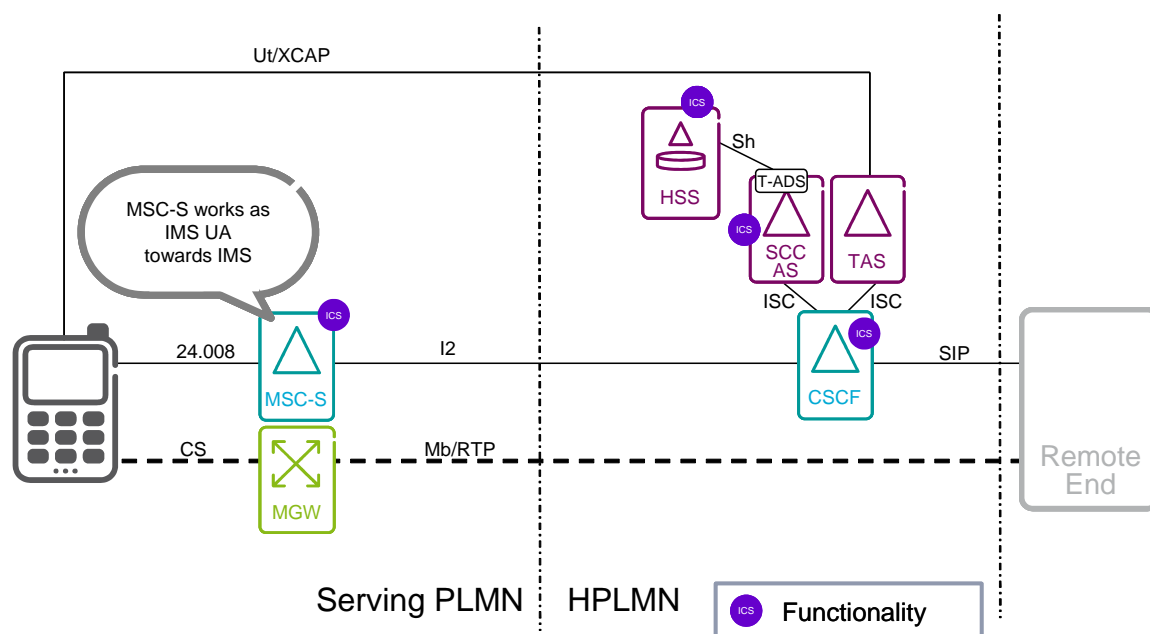 Ut/XCAP
ICS
Sh
HSS
T-ADS
ICS
SCC
AS
TAS
MSC-S works as
IMS UA
towards IMS
ISC
ISC
ICS
ICS
24.008
I2
SIP
MSC-S
CSCF
CS
Mb/RTP
Remote
End
MGW
Serving PLMN
HPLMN
ICS Functionality